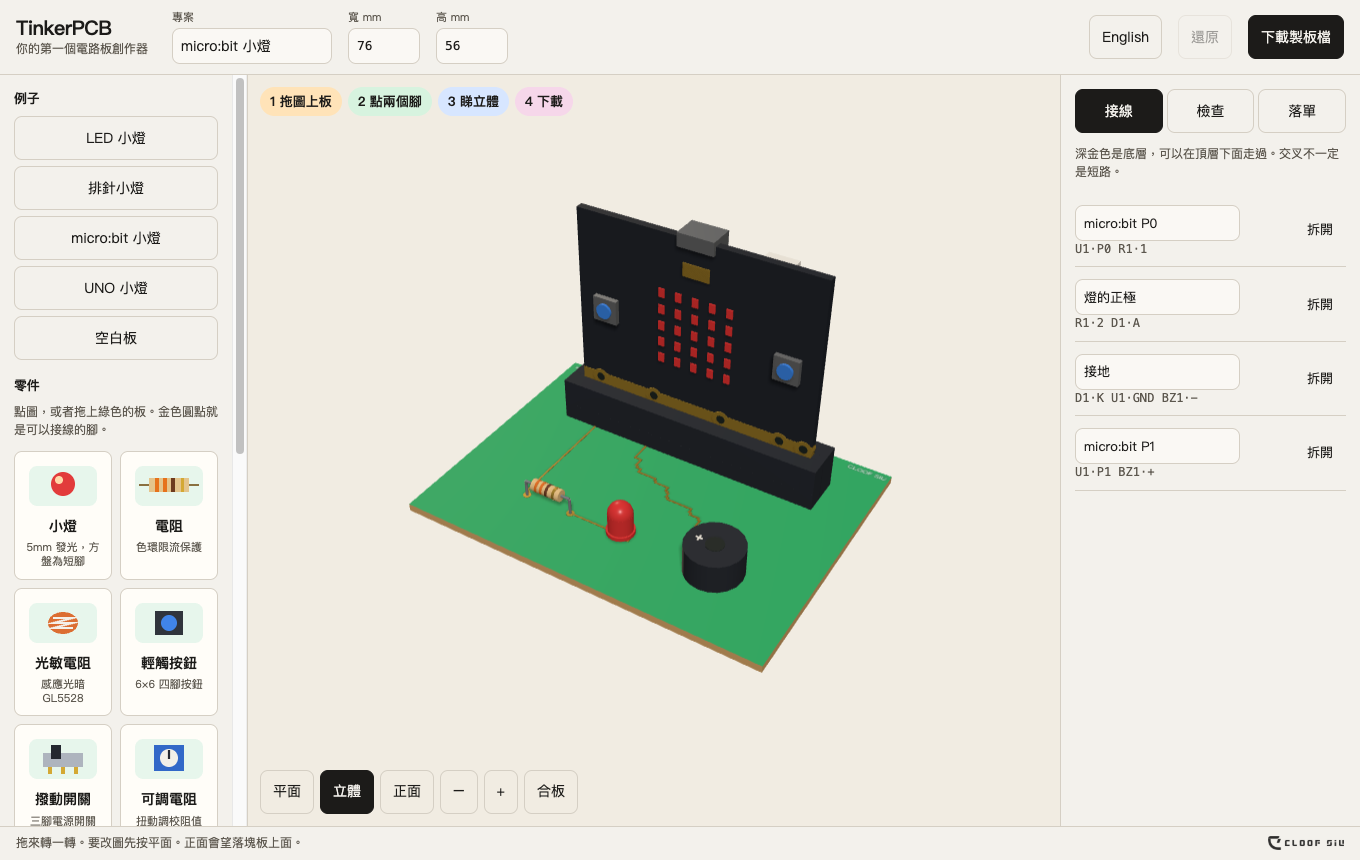 TinkerPCB
你的第一個電路板創作器
專案
micro:bit 小燈
寬 mm
76
高 mm
56
English
還原
下載製板檔
例子
LED 小燈
排針小燈
micro:bit 小燈
UNO 小燈
空白板
零件
點圖，或者拖上綠色的板。金色圓點就
是可以接線的腳。
小燈
5mm 發光，方
盤為短腳
電阻
色環限流保護
光敏電阻
感應光暗
GL5528
輕觸按鈕
6×6 四腳按鈕
撥動開關
三腳電源開關
可調電阻
扭動調校阻值
1 拖圖上板
2 點兩個腳
3 睇立體
4 下載
CLOOF SIU
平面
立體
正面
−
+
合板
接線
檢查
落單
深金色是底層，可以在頂層下面走過。交叉不一定
是短路。
micro:bit P0
拆開
U1·P0 R1·1
燈的正極
拆開
R1·2 D1·A
接地
拆開
D1·K U1·GND BZ1·−
micro:bit P1
拆開
U1·P1 BZ1·+
拖來轉一轉。要改圖先按平面。正面會望落塊板上面。
CLOOF SIU